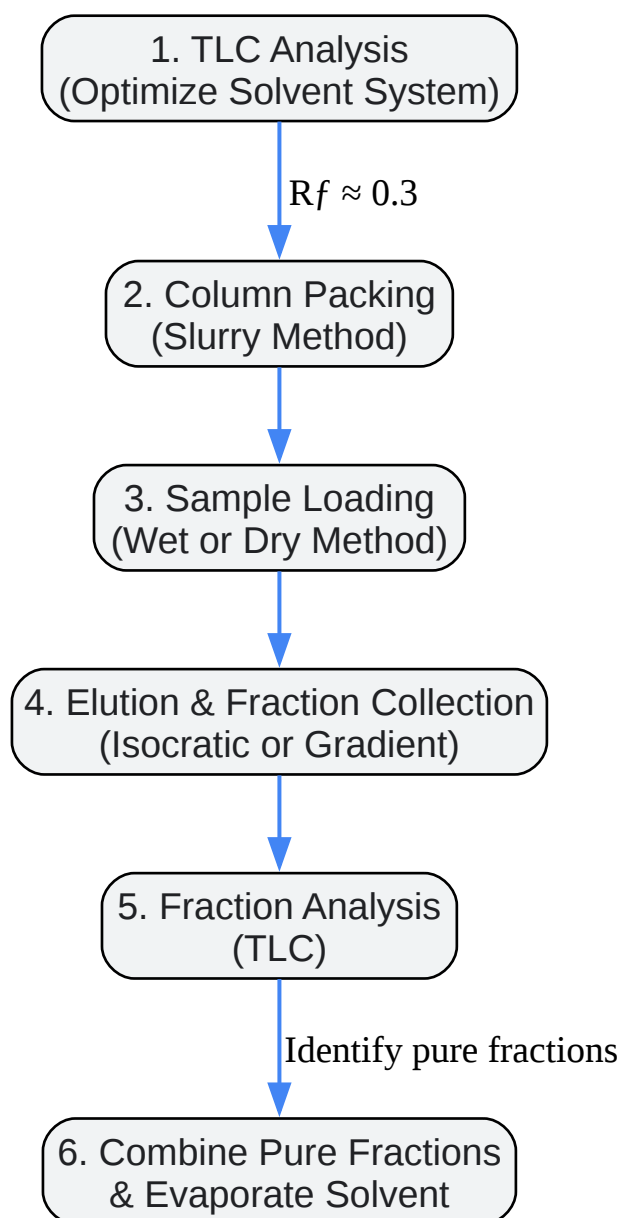 1. TLC Analysis
(Optimize Solvent System)
Rƒ ≈ 0.3
2. Column Packing
(Slurry Method)
3. Sample Loading
(Wet or Dry Method)
4. Elution & Fraction Collection
(Isocratic or Gradient)
5. Fraction Analysis
(TLC)
Identify pure fractions
6. Combine Pure Fractions
& Evaporate Solvent